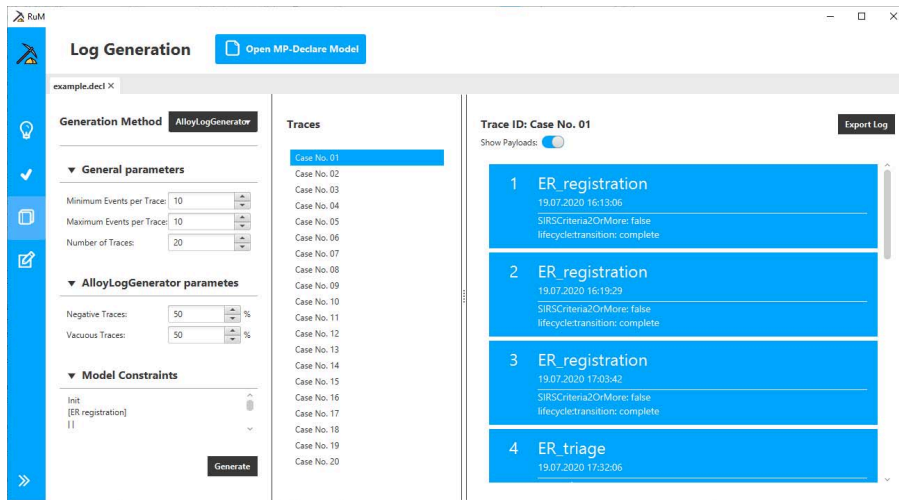 RuM
Log Generation
Open MP-Declare Model
example.decl ×
Generation Method
AlloyLogGenerator
General parameters
Minimum Events per Trace: 10
Maximum Events per Trace: 10
Number of Traces: 20
AlloyLogGenerator parametes
Negative Traces: 50 %
Vacuous Traces: 50 %
Model Constraints
Init
[ER registration]
| |
Generate
Traces
Case No. 01
Case No. 02
Case No. 03
Case No. 04
Case No. 05
Case No. 06
Case No. 07
Case No. 08
Case No. 09
Case No. 10
Case No. 11
Case No. 12
Case No. 13
Case No. 14
Case No. 15
Case No. 16
Case No. 17
Case No. 18
Case No. 19
Case No. 20
Trace ID: Case No. 01
Export Log
Show Payloads:
1 ER_registration
19.07.2020 16:13:06
SIRSCriteria2OrMore: false
lifecycle:transition: complete
2 ER_registration
19.07.2020 16:19:29
SIRSCriteria2OrMore: false
lifecycle:transition: complete
3 ER_registration
19.07.2020 17:03:42
SIRSCriteria2OrMore: false
lifecycle:transition: complete
4 ER_triage
19.07.2020 17:32:06